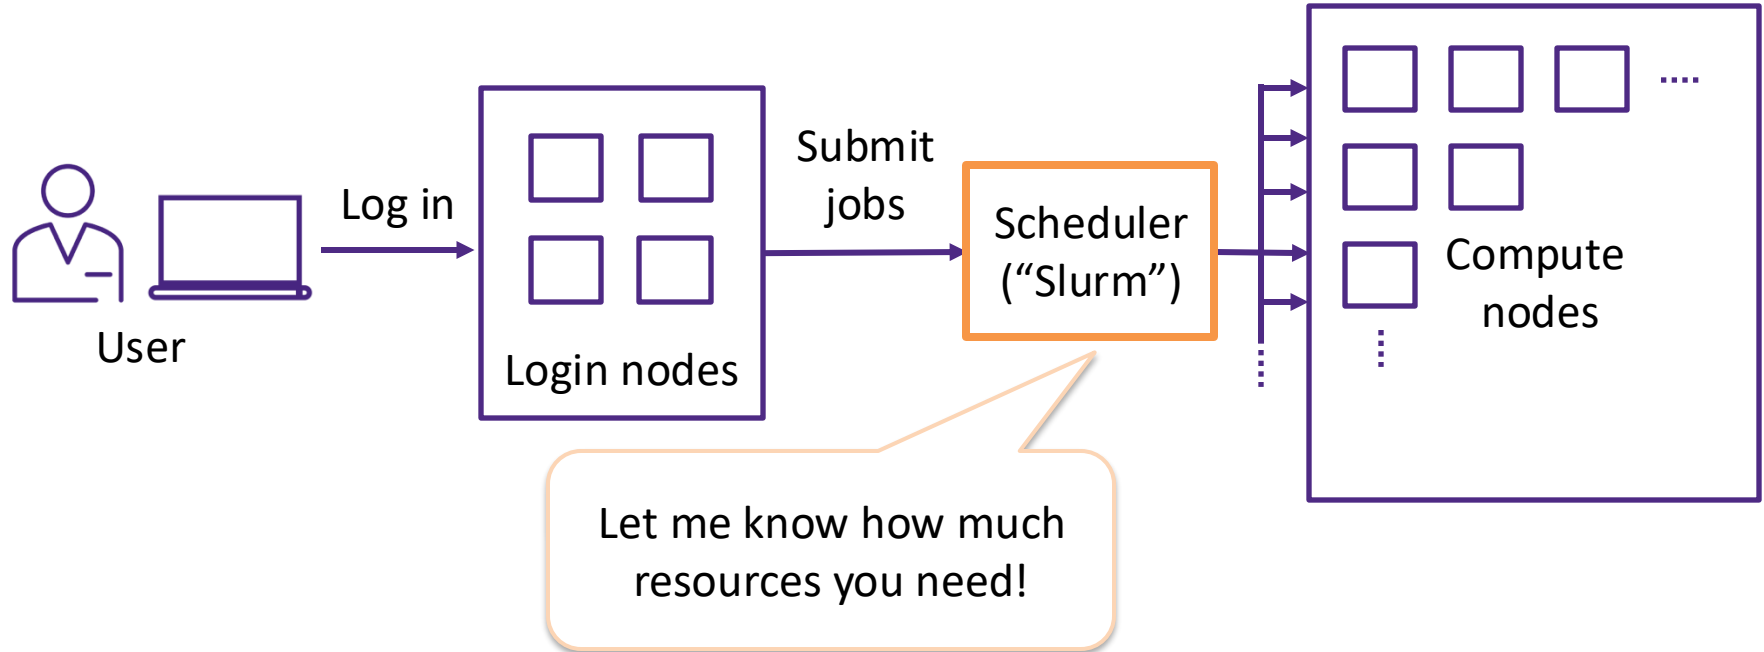 User
Log in
Login nodes
Submit
jobs
Scheduler
(“Slurm”)
Let me know how much
resources you need!
Compute
nodes